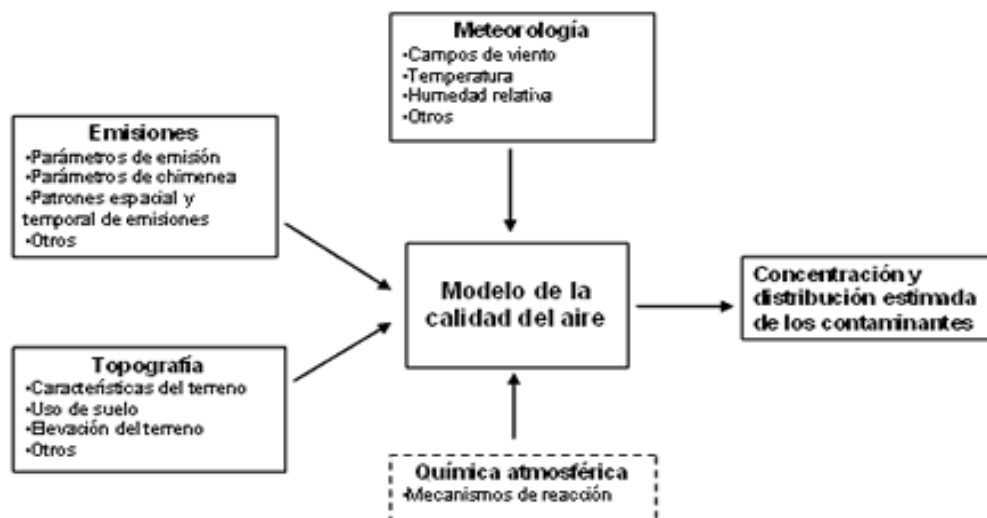 Meteorología
•Campos de viento
•Temperatura
•Humedad relativa
•Otros
Emisiones
•Parámetros de emisión
•Parámetros de chimenea
•Patrones espacial y
temporal de emisiones
•Otros
Modelo de la
calidad del aire
Concentración y
distribución estimada
de los contaminantes
Topografía
•Características del terreno
•Uso de suelo
•Elevación del terreno
•Otros
Química atmosférica
•Mecanismos de reacción